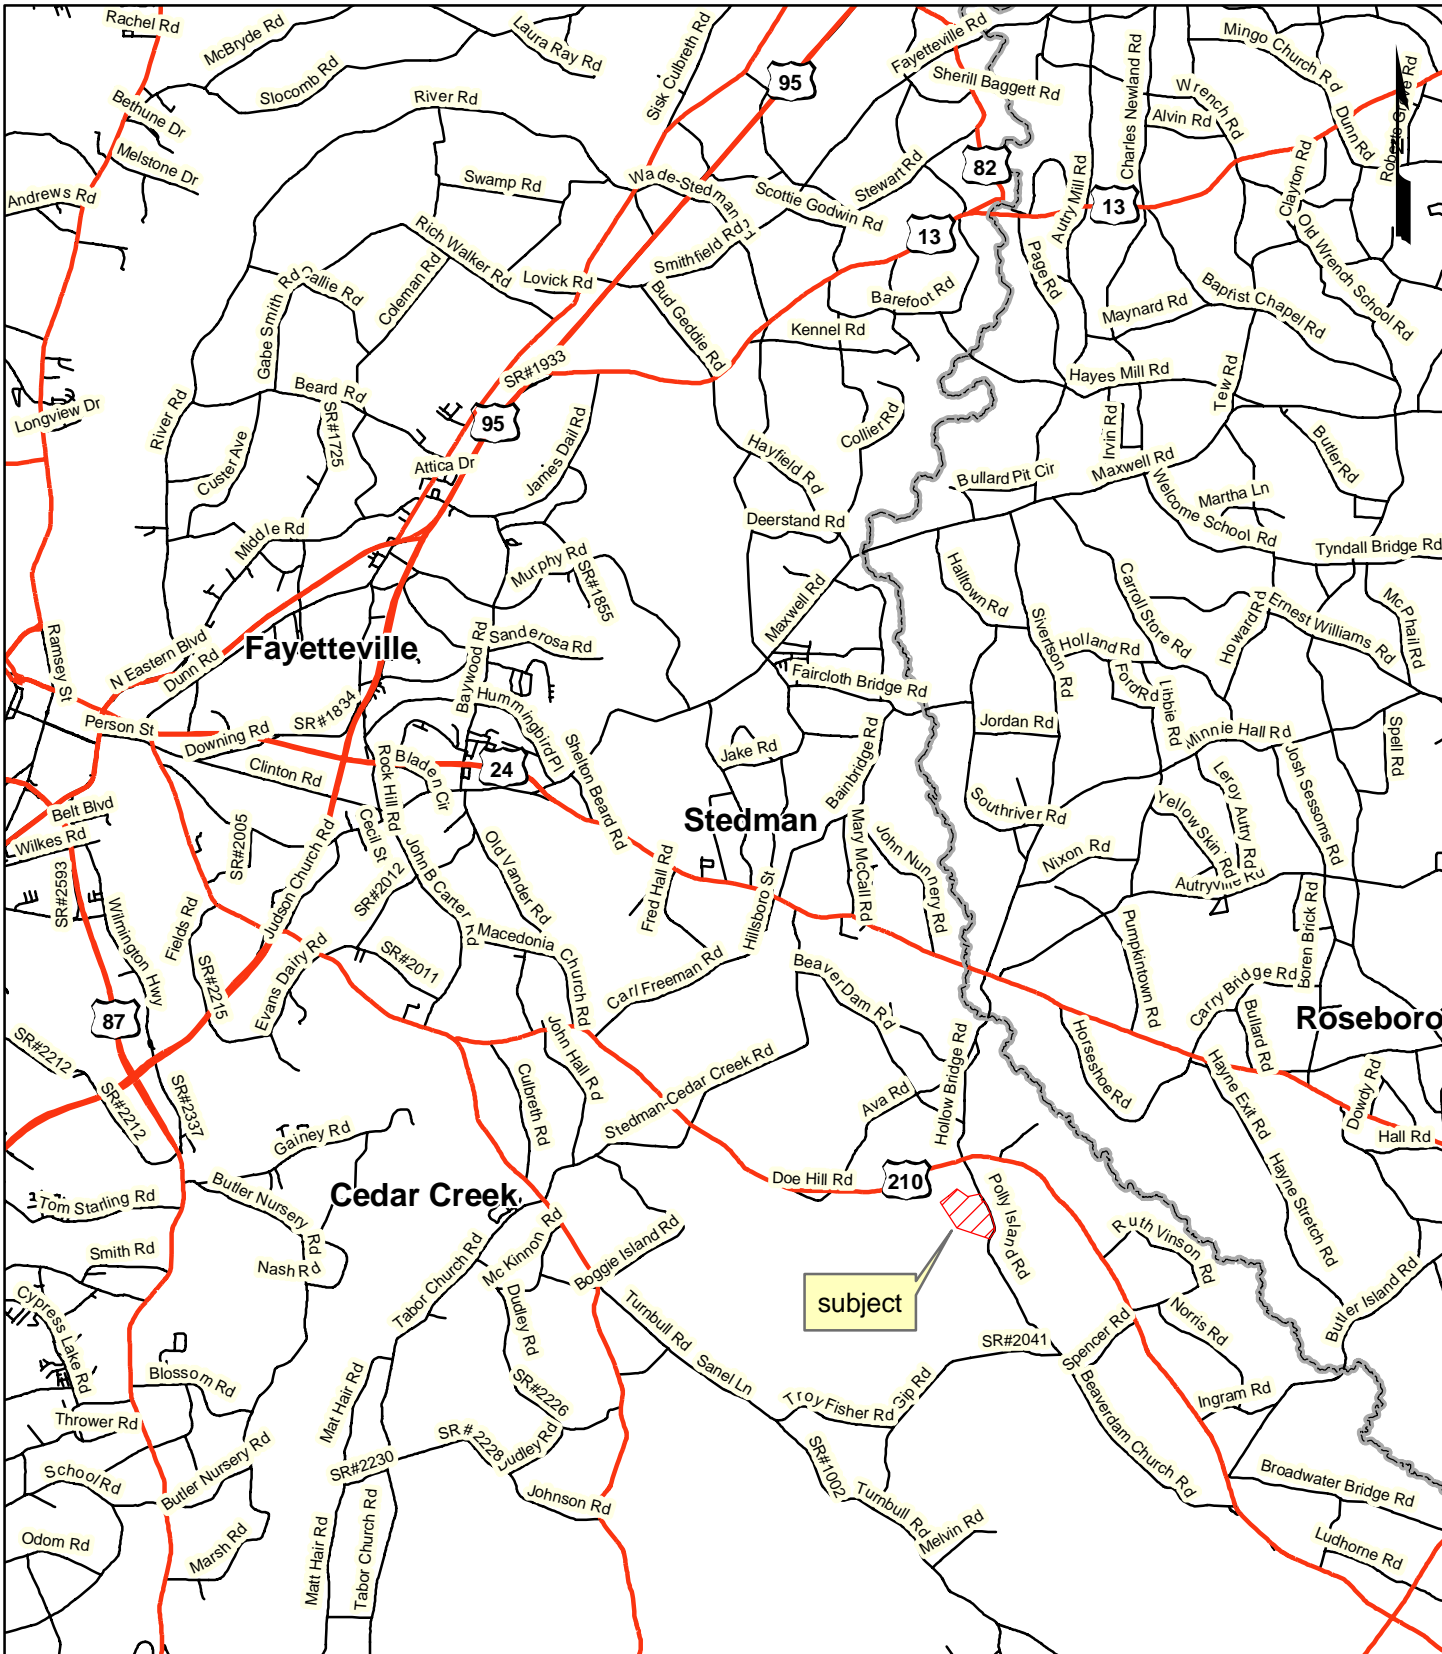 Rachel Rd
McBryde Rd
Laura Ray Rd
Sisk Culbreth Rd
Fayetteville Rd
Charles Newland Rd
Mingo Church Rd
Slocomb Rd
River Rd
95
Sherill Baggett Rd
Wrench Rd
Roberts Grove Rd
Bethune Dr
Alvin Rd
Dunn Rd
Melstone Dr
Andrews Rd
Swamp Rd
Wade-Stedman
Scottie Godwin Rd
Stewart Rd
82
Autry Mill Rd
13
Clayton Rd
Old Wrench School Rd
Rich Walker Rd
Smithfield Rd
13
Gabe Smith Rd
Callie Rd
Coleman Rd
Lovick Rd
Bud Geddie Rd
Barefoot Rd
Page Rd
Maynard Rd
Baptist Chapel Rd
Kennel Rd
SR#1933
Hayes Mill Rd
Tew Rd
Longview Dr
River Rd
Beard Rd
SR#1725
95
James Dail Rd
Collier Rd
Irvin Rd
Butler Rd
Custer Ave
Attica Dr
Hayfield Rd
Bullard Pit Cir
Maxwell Rd
Martha Ln
Welcome School Rd
Middle Rd
Deerstand Rd
Tyndall Bridge Rd
Murphy Rd
SR#1855
Maxwell Rd
Halltown Rd
Carroll Store Rd
Howard Rd
Ernest Williams Rd
Mc Phail Rd
Ramsey St
N Eastern Blvd
Dunn Rd
Fayetteville
Baywood Rd
Sanderosa Rd
Sivertson Rd
Holland Rd
Ford Rd
Libbie Rd
Faircloth Bridge Rd
Person St
Downing Rd
SR#1834
Hummingbird Pl
Jordan Rd
Minnie Hall Rd
Spell Rd
Clinton Rd
Rock Hill Rd
Bladen Cir
24
Shelton Beard Rd
Jake Rd
Bainbridge Rd
Leroy Autry Rd
Josh Sessoms Rd
Belt Blvd
Wilkes Rd
SR#2005
Cecil St
Stedman
Southriver Rd
Yellow Skin Rd
SR#2593
Judson Church Rd
SR#2012
John B Carter Rd
Old Vander Rd
Fred Hall Rd
Mary McCall Rd
John Nunnery Rd
Nixon Rd
Autryville Rd
Wilmington Hwy
Fields Rd
Hillsboro St
Pumpkintown Rd
Boren Brick Rd
SR#2215
Evans Dairy Rd
SR#2011
Macedonia Church Rd
Carl Freeman Rd
Beaver Dam Rd
Carry Bridge Rd
Bullard Rd
87
Roseboro
SR#2212
SR#2212
SR#2337
John Hall Rd
Culbreth Rd
Stedman-Cedar Creek Rd
Ava Rd
Hollow Bridge Rd
Horseshoe Rd
Hayne Exit Rd
Dowdy Rd
Hall Rd
Gainey Rd
Butler Nursery Rd
Cedar Creek
Doe Hill Rd
210
Polly Island Rd
Hayne Stretch Rd
Tom Starling Rd
Smith Rd
Nash Rd
Tabor Church Rd
Mc Kinnon Rd
Boggie Island Rd
Ruth Vinson Rd
subject
Cypress Lake Rd
Dudley Rd
Turnbull Rd
SR#2041
Spencer Rd
Norris Rd
Butler Island Rd
Blossom Rd
Mat Hair Rd
SR#2226
Sanel Ln
Troy Fisher Rd
Gip Rd
Beaverdam Church Rd
Ingram Rd
Thrower Rd
SR#2228
Dudley Rd
School Rd
Butler Nursery Rd
SR#2230
SR#1002
Broadwater Bridge Rd
Johnson Rd
Turnbull Rd
Odom Rd
Marsh Rd
Matt Hair Rd
Tabor Church Rd
Melvin Rd
Ludhorne Rd